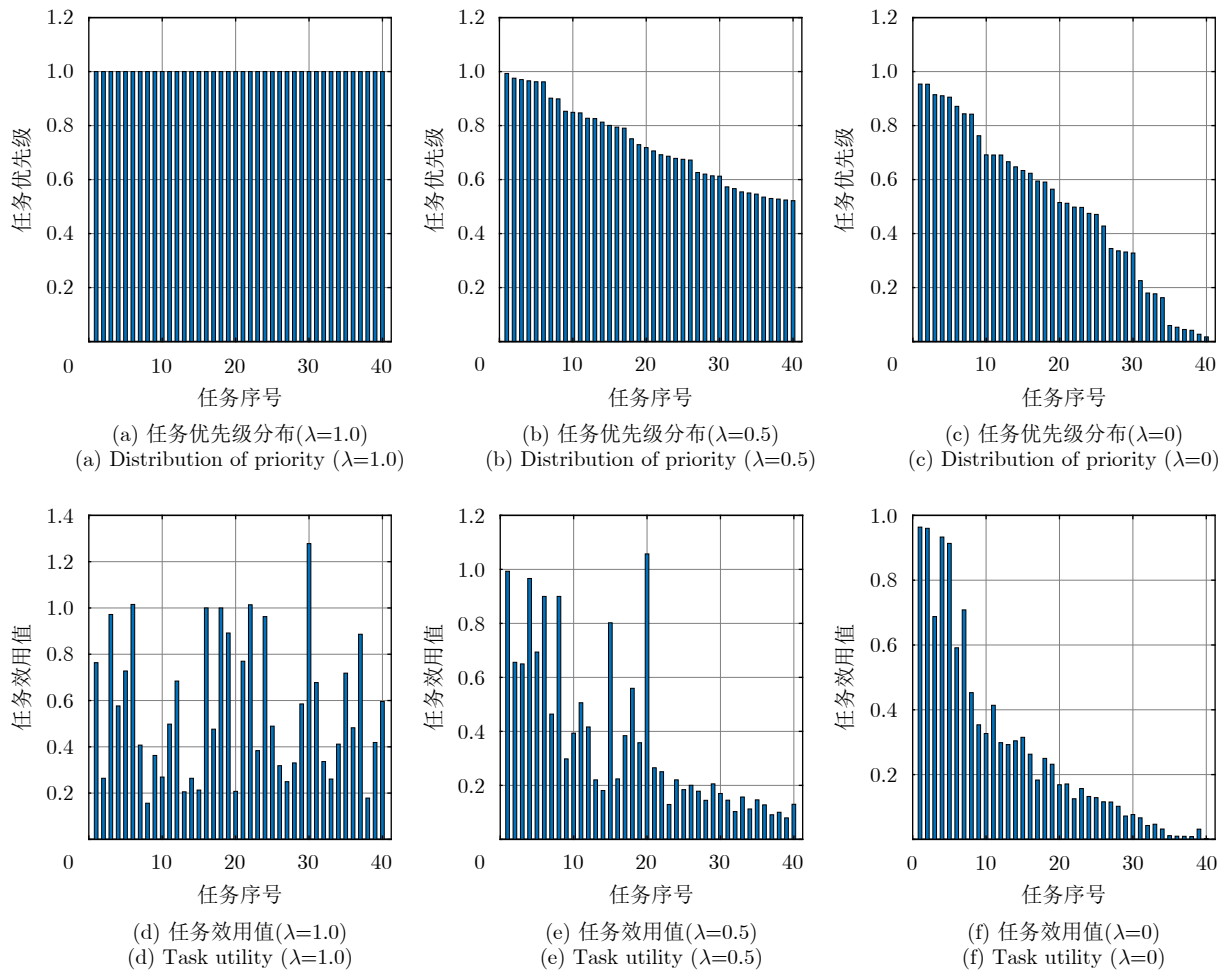 1.2
1.0
0.8
0.6
0.4
0.2
0 10 20 30 40
任务优先级
任务序号
(a) 任务优先级分布(λ=1.0)
(a) Distribution of priority (λ=1.0)
1.2
1.0
0.8
0.6
0.4
0.2
0 10 20 30 40
任务优先级
任务序号
(b) 任务优先级分布(λ=0.5)
(b) Distribution of priority (λ=0.5)
1.2
1.0
0.8
0.6
0.4
0.2
0 10 20 30 40
任务优先级
任务序号
(c) 任务优先级分布(λ=0)
(c) Distribution of priority (λ=0)
1.4
1.2
1.0
0.8
0.6
0.4
0.2
0 10 20 30 40
任务效用值
任务序号
(d) 任务效用值(λ=1.0)
(d) Task utility (λ=1.0)
1.2
1.0
0.8
0.6
0.4
0.2
0 10 20 30 40
任务效用值
任务序号
(e) 任务效用值(λ=0.5)
(e) Task utility (λ=0.5)
1.0
0.8
0.6
0.4
0.2
0 10 20 30 40
任务效用值
任务序号
(f) 任务效用值(λ=0)
(f) Task utility (λ=0)